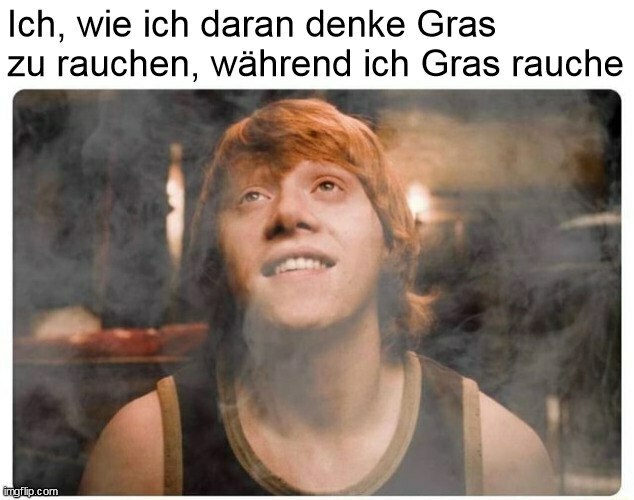 Ich, wie ich daran denke Gras
zu rauchen, während ich Gras rauche
imgflip.com